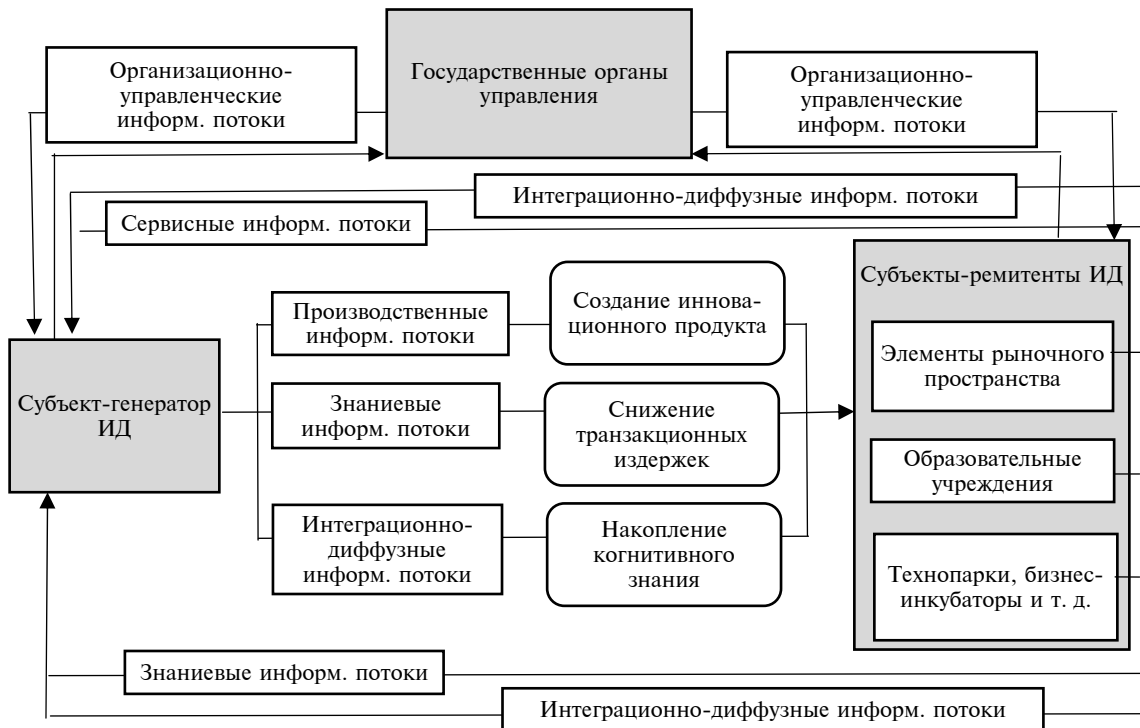 Организационно-
управленческие
информ. потоки
Государственные органы
управления
Организационно-
управленческие
информ. потоки
Интеграционно-диффузные информ. потоки
Сервисные информ. потоки
Субъекты-ремитенты ИД
Производственные
информ. потоки
Создание иннова-
ционного продукта
Элементы рыночного
пространства
Субъект-генератор
ИД
Знаниевые
информ. потоки
Снижение
транзакционных
издержек
Образовательные
учреждения
Интеграционно-
диффузные
информ. потоки
Накопление
когнитивного
знания
Технопарки, бизнес-
инкубаторы и т. д.
Знаниевые информ. потоки
Интеграционно-диффузные информ. потоки